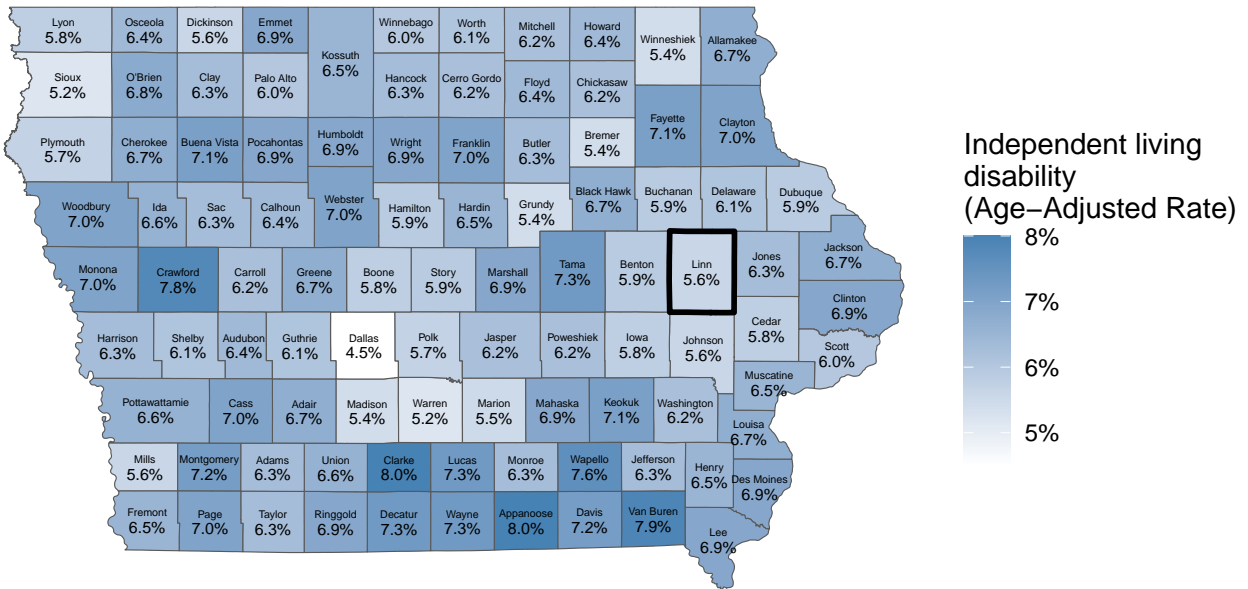 Lyon
5.8%
Osceola
6.4%
Dickinson
5.6%
Emmet
6.9%
Kossuth
6.5%
Winnebago
6.0%
Worth
6.1%
Mitchell
6.2%
Howard
6.4%
Winneshiek
5.4%
Allamakee
6.7%
Sioux
5.2%
O'Brien
6.8%
Clay
6.3%
Palo Alto
6.0%
Hancock
6.3%
Cerro Gordo
6.2%
Floyd
6.4%
Chickasaw
6.2%
Fayette
7.1%
Clayton
7.0%
Plymouth
5.7%
Cherokee
6.7%
Buena Vista
7.1%
Pocahontas
6.9%
Humboldt
6.9%
Wright
6.9%
Franklin
7.0%
Butler
6.3%
Bremer
5.4%
Woodbury
7.0%
Ida
6.6%
Sac
6.3%
Calhoun
6.4%
Webster
7.0%
Hamilton
5.9%
Hardin
6.5%
Grundy
5.4%
Black Hawk
6.7%
Buchanan
5.9%
Delaware
6.1%
Dubuque
5.9%
Monona
7.0%
Crawford
7.8%
Carroll
6.2%
Greene
6.7%
Boone
5.8%
Story
5.9%
Marshall
6.9%
Tama
7.3%
Benton
5.9%
Linn
5.6%
Jones
6.3%
Jackson
6.7%
Clinton
6.9%
Harrison
6.3%
Shelby
6.1%
Audubon
6.4%
Guthrie
6.1%
Dallas
4.5%
Polk
5.7%
Jasper
6.2%
Poweshiek
6.2%
Iowa
5.8%
Johnson
5.6%
Cedar
5.8%
Scott
6.0%
Muscatine
6.5%
Pottawattamie
6.6%
Cass
7.0%
Adair
6.7%
Madison
5.4%
Warren
5.2%
Marion
5.5%
Mahaska
6.9%
Keokuk
7.1%
Washington
6.2%
Louisa
6.7%
Mills
5.6%
Montgomery
7.2%
Adams
6.3%
Union
6.6%
Clarke
8.0%
Lucas
7.3%
Monroe
6.3%
Wapello
7.6%
Jefferson
6.3%
Henry
6.5%
Des Moines
6.9%
Fremont
6.5%
Page
7.0%
Taylor
6.3%
Ringgold
6.9%
Decatur
7.3%
Wayne
7.3%
Appanoose
8.0%
Davis
7.2%
Van Buren
7.9%
Lee
6.9%
Independent living
disability
(Age−Adjusted Rate)
8%
7%
6%
5%